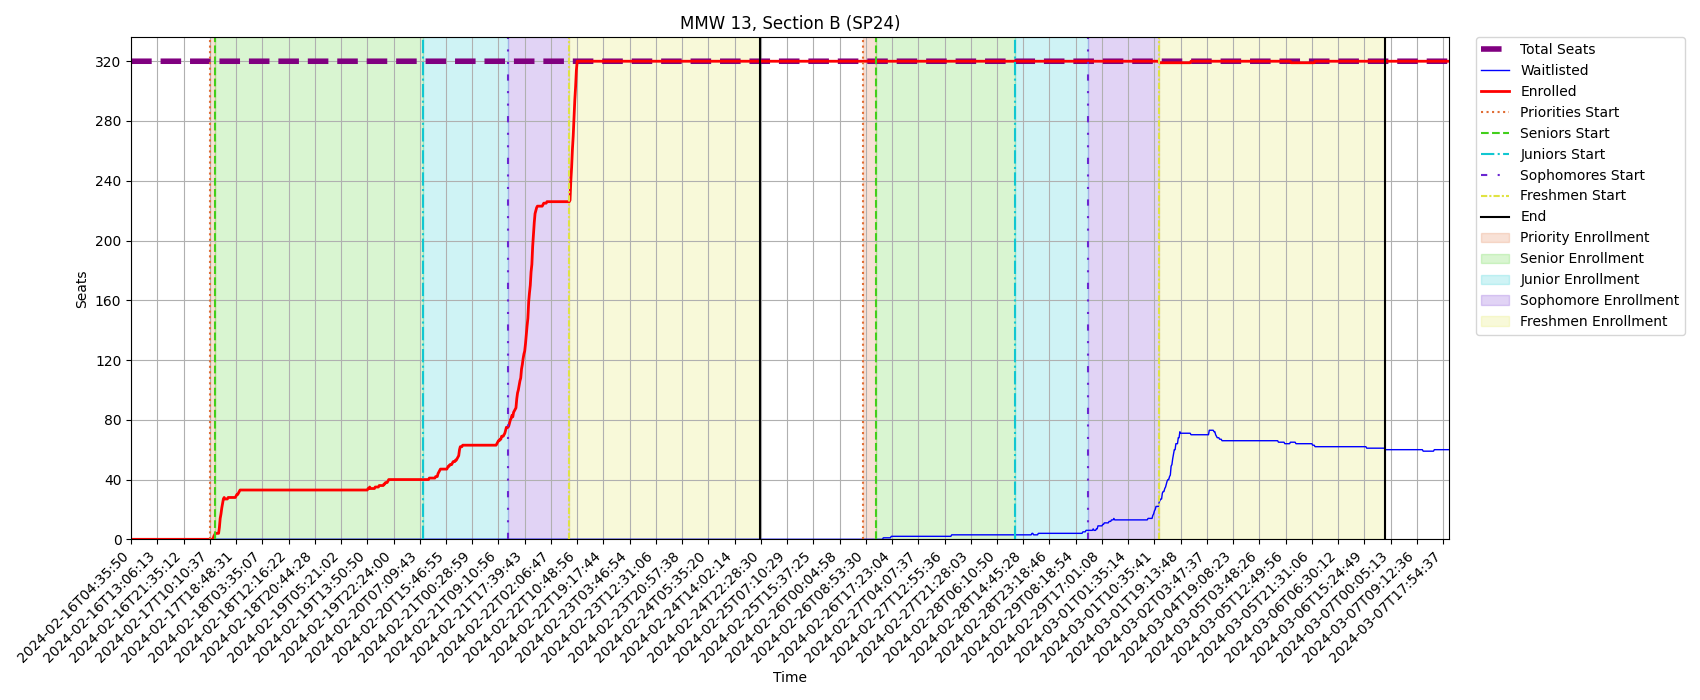 MMW 13, Section B (SP24)
Seats
320
280
240
200
160
120
80
40
0
2024-02-16T04:35:50
2024-02-16T13:06:13
2024-02-16T21:35:12
2024-02-17T10:10:37
2024-02-17T18:48:31
2024-02-18T03:35:07
2024-02-18T12:16:22
2024-02-18T20:44:28
2024-02-19T05:21:02
2024-02-19T13:50:50
2024-02-19T22:24:00
2024-02-20T07:09:43
2024-02-20T15:46:55
2024-02-21T00:28:59
2024-02-21T09:10:56
2024-02-21T17:39:43
2024-02-22T02:06:47
2024-02-22T10:48:56
2024-02-22T19:17:44
2024-02-23T03:46:54
2024-02-23T12:31:06
2024-02-23T20:57:38
2024-02-24T05:35:20
2024-02-24T14:02:14
2024-02-24T22:28:30
2024-02-25T07:10:29
2024-02-25T15:37:25
2024-02-26T00:04:58
2024-02-26T08:53:30
2024-02-26T17:23:04
2024-02-27T04:07:37
2024-02-27T12:55:36
2024-02-27T21:28:03
2024-02-28T06:10:50
2024-02-28T14:45:28
2024-02-28T23:18:46
2024-02-29T08:18:54
2024-02-29T17:01:08
2024-03-01T01:35:14
2024-03-01T10:35:41
2024-03-01T19:13:48
2024-03-02T03:47:37
2024-03-04T19:08:23
2024-03-05T03:48:26
2024-03-05T12:49:56
2024-03-05T21:31:06
2024-03-06T06:30:12
2024-03-06T15:24:49
2024-03-07T00:05:13
2024-03-07T09:12:36
2024-03-07T17:54:37
Time
Total Seats
Waitlisted
Enrolled
Priorities Start
Seniors Start
Juniors Start
Sophomores Start
Freshmen Start
End
Priority Enrollment
Senior Enrollment
Junior Enrollment
Sophomore Enrollment
Freshmen Enrollment